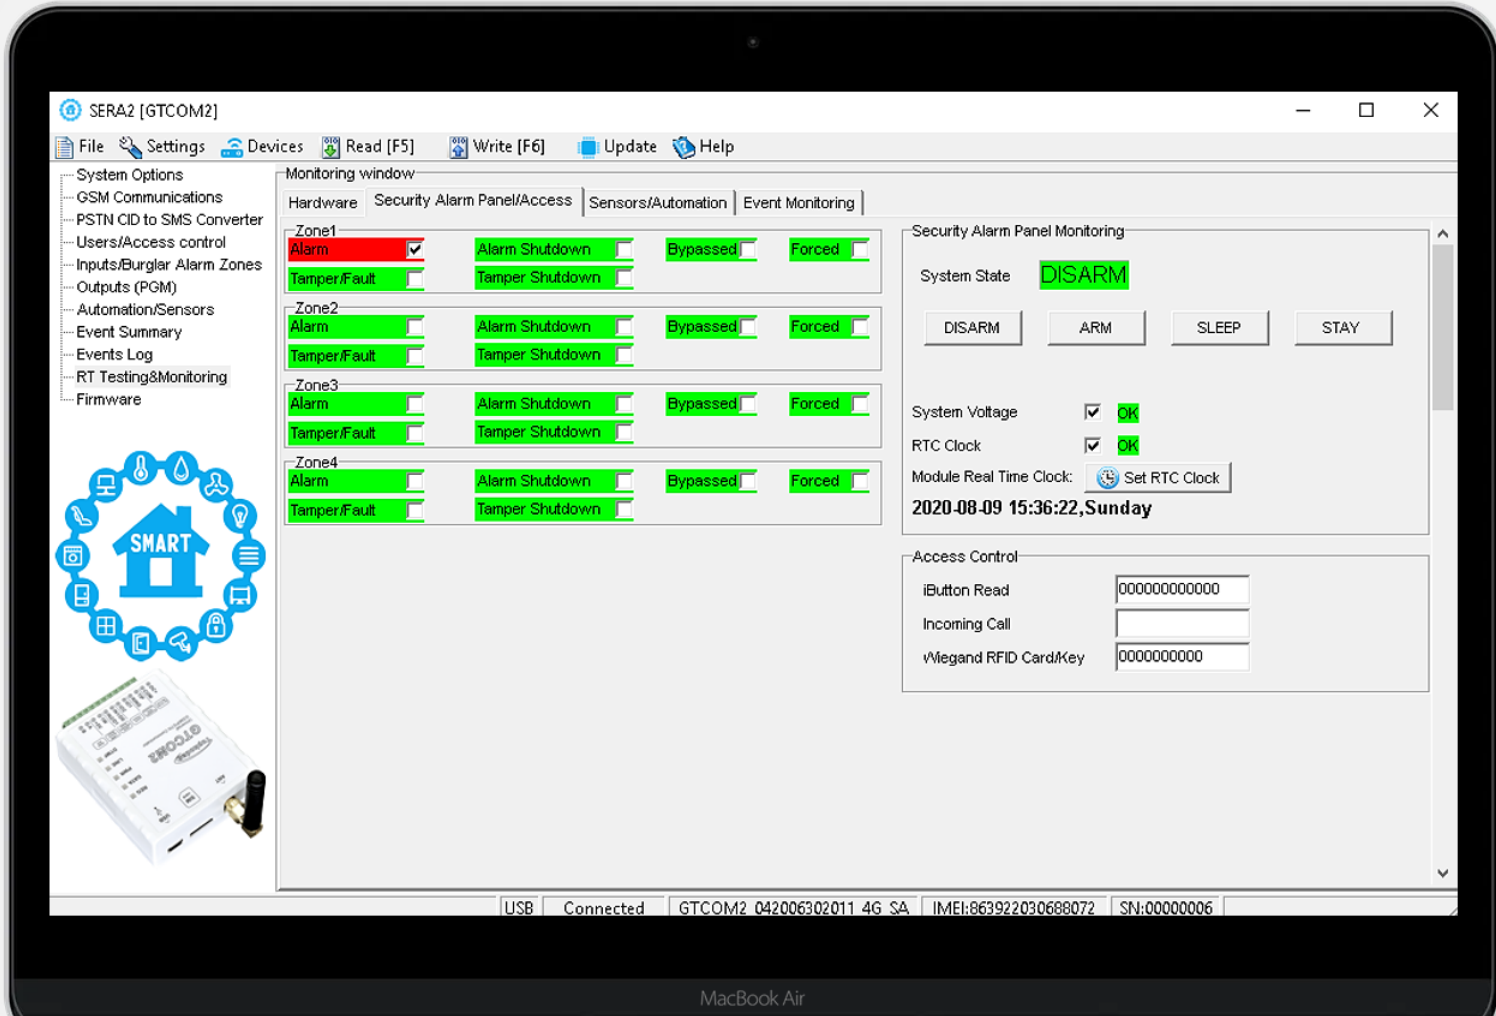 SERA2 [GTCOM2]
File Settings Devices Read [F5] Write [F6] Update Help
System Options
GSM Communications
PSTN CID to SMS Converter
Users/Access control
Inputs/Burglar Alarm Zones
Outputs (PGM)
Automation/Sensors
Event Summary
Events Log
RT Testing&Monitoring
Firmware
SMART
GTCOM2
Monitoring window
Hardware Security Alarm Panel/Access Sensors/Automation Event Monitoring
Zone1
Alarm Alarm Shutdown Bypassed Forced
Tamper/Fault Tamper Shutdown
Zone2
Alarm Alarm Shutdown Bypassed Forced
Tamper/Fault Tamper Shutdown
Zone3
Alarm Alarm Shutdown Bypassed Forced
Tamper/Fault Tamper Shutdown
Zone4
Alarm Alarm Shutdown Bypassed Forced
Tamper/Fault Tamper Shutdown
Security Alarm Panel Monitoring
System State DISARM
DISARM ARM SLEEP STAY
System Voltage OK
RTC Clock OK
Module Real Time Clock: Set RTC Clock
2020-08-09 15:36:22,Sunday
Access Control
iButton Read 000000000000
Incoming Call
Wiegand RFID Card/Key 0000000000
USB Connected GTCOM2 042006302011 4G SA IMEI:863922030688072 SN:00000006
MacBook Air